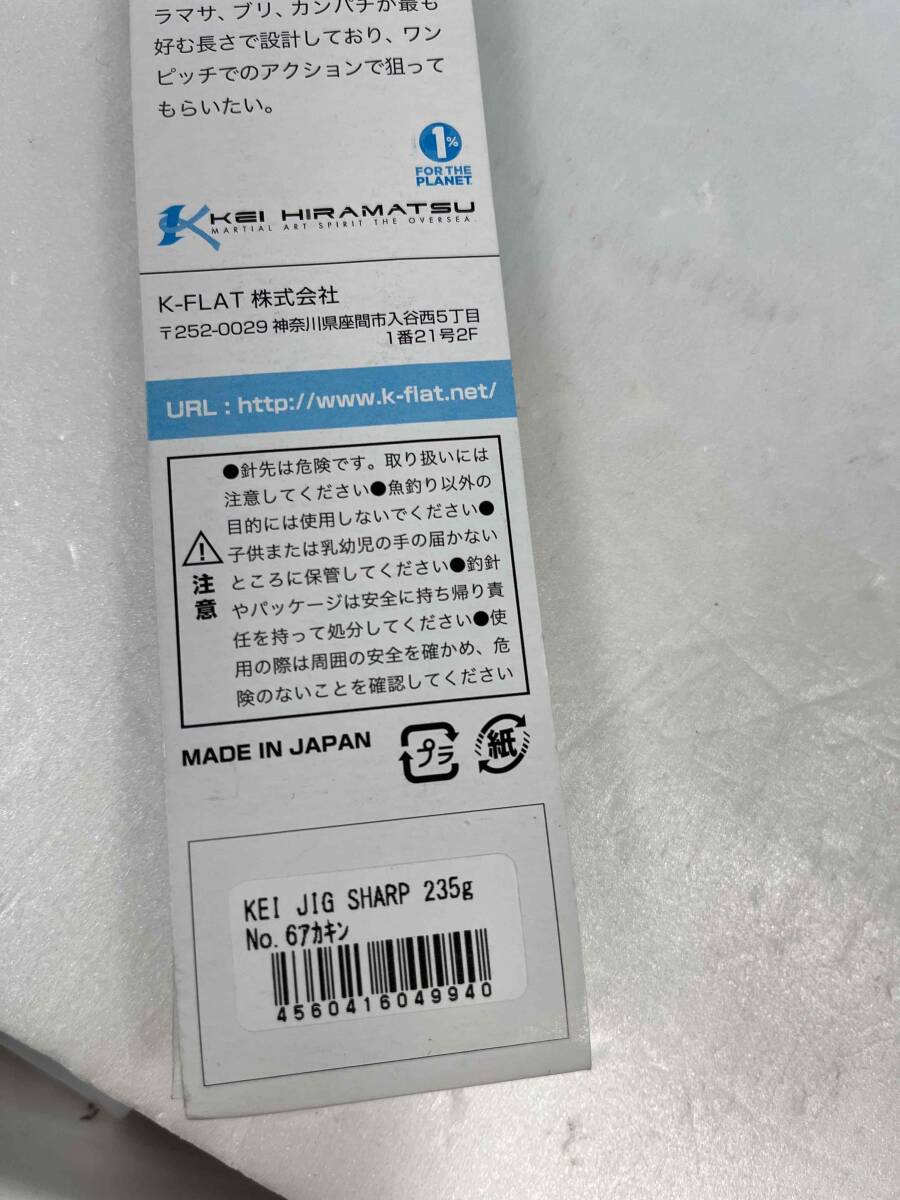 ラマサ、ブリ、カンパチが最も
好む長さで設計しており、ワン
ピッチでのアクションで狙って
もらいたい。
1%
FOR THE
PLANET
KEI HIRAMATSU
MARTIAL ART SPIRIT THE OVERSEA
K-FLAT 株式会社
〒252-0029 神奈川県座間市入谷西5丁目
1番21号2F
URL : http://www.k-flat.net/
注意
●針先は危険です。取り扱いには
注意してください●魚釣り以外の
目的には使用しないでください●
子供または乳幼児の手の届かない
ところに保管してください●釣針
やパッケージは安全に持ち帰り責
任を持って処分してください●使
用の際は周囲の安全を確かめ、危
険のないことを確認してください
MADE IN JAPAN
プラ
紙
KEI JIG SHARP 235g
No.6ｱｶｷﾝ
4560416049940